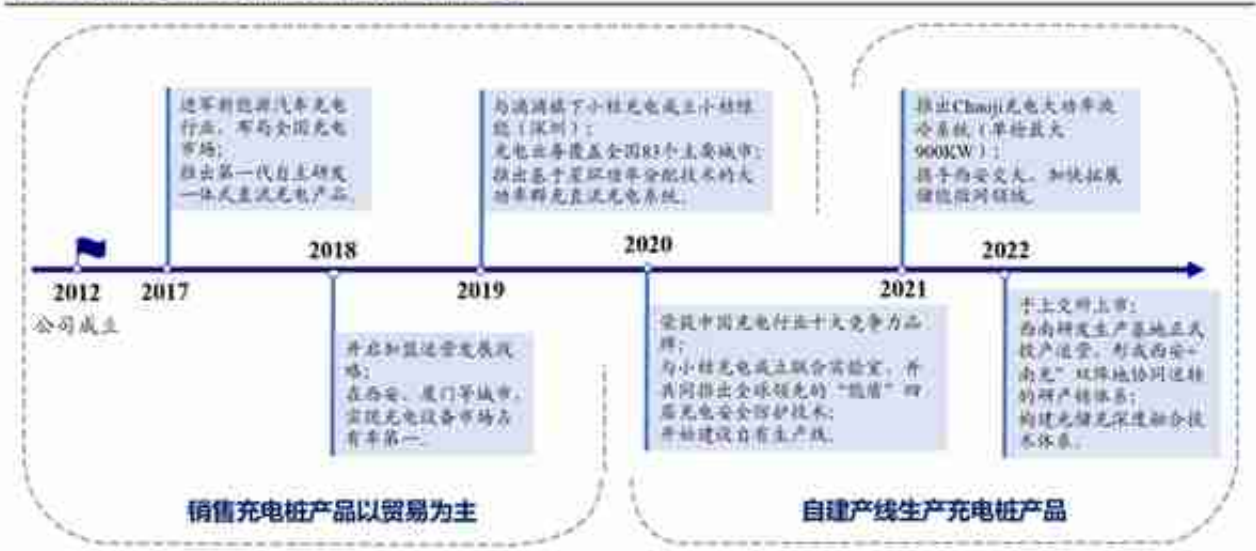 进军新能源汽车充电
行业，布局全国充电
市场；
推出第一代自主研发
一体式直流充电产品。
与滴滴旗下小桔充电成立小桔绿
能（深圳）；
充电业务覆盖全国83个主要城市；
推出基于星环功率分配技术的大
功率群充直流充电系统。
推出Chaoji充电大功率液
冷系统（单枪最大
900KW）；
携手西安交大，加快拓展
储能微网领域。
2018
2020
2022
2012
2017
2019
2021
公司成立
开启加盟运营发展战
略；
在西安、厦门等城市，
实现充电设备市场占
有率第一。
荣获中国充电行业十大竞争力品
牌；
与小桔充电成立联合实验室，并
共同推出全球领先的“能盾”四
层充电安全防护技术；
开始建设自有生产线。
于上交所上市；
西南研发生产基地正式
投产运营，形成西安-
南充”双阵地协同运转
的研产销体系；
构建光储充深度融合技
术体系。
销售充电桩产品以贸易为主
自建产线生产充电桩产品